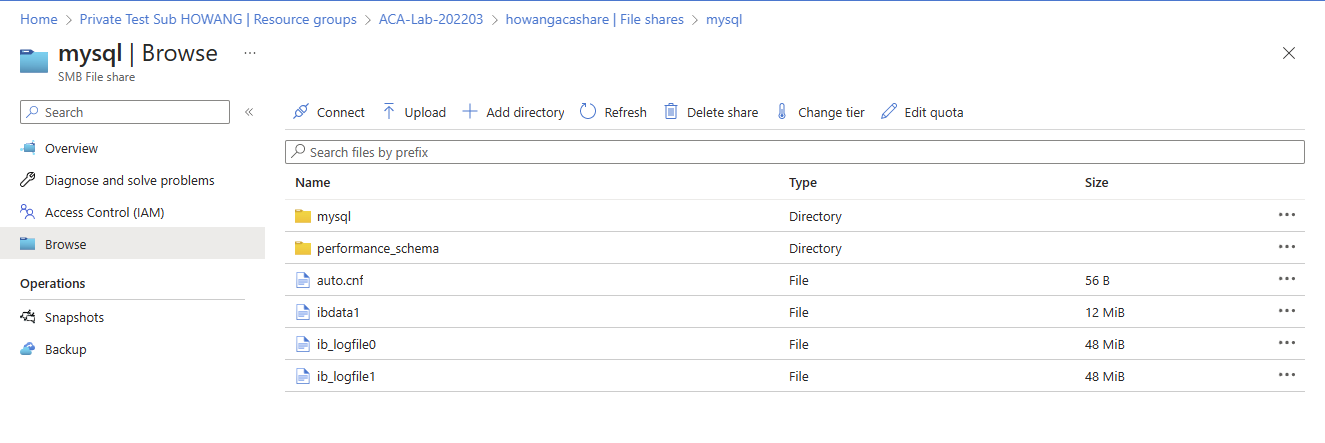 Home > Private Test Sub HOWANG | Resource groups > ACA-Lab-202203 > howangacashare | File shares > mysql
mysql | Browse ...
SMB File share
Search
Connect Upload Add directory Refresh Delete share Change tier Edit quota
Overview
Diagnose and solve problems
Access Control (IAM)
Browse
Operations
Snapshots
Backup
Search files by prefix
Name Type Size
mysql Directory
performance_schema Directory
auto.cnf File 56 B
ibdata1 File 12 MiB
ib_logfile0 File 48 MiB
ib_logfile1 File 48 MiB